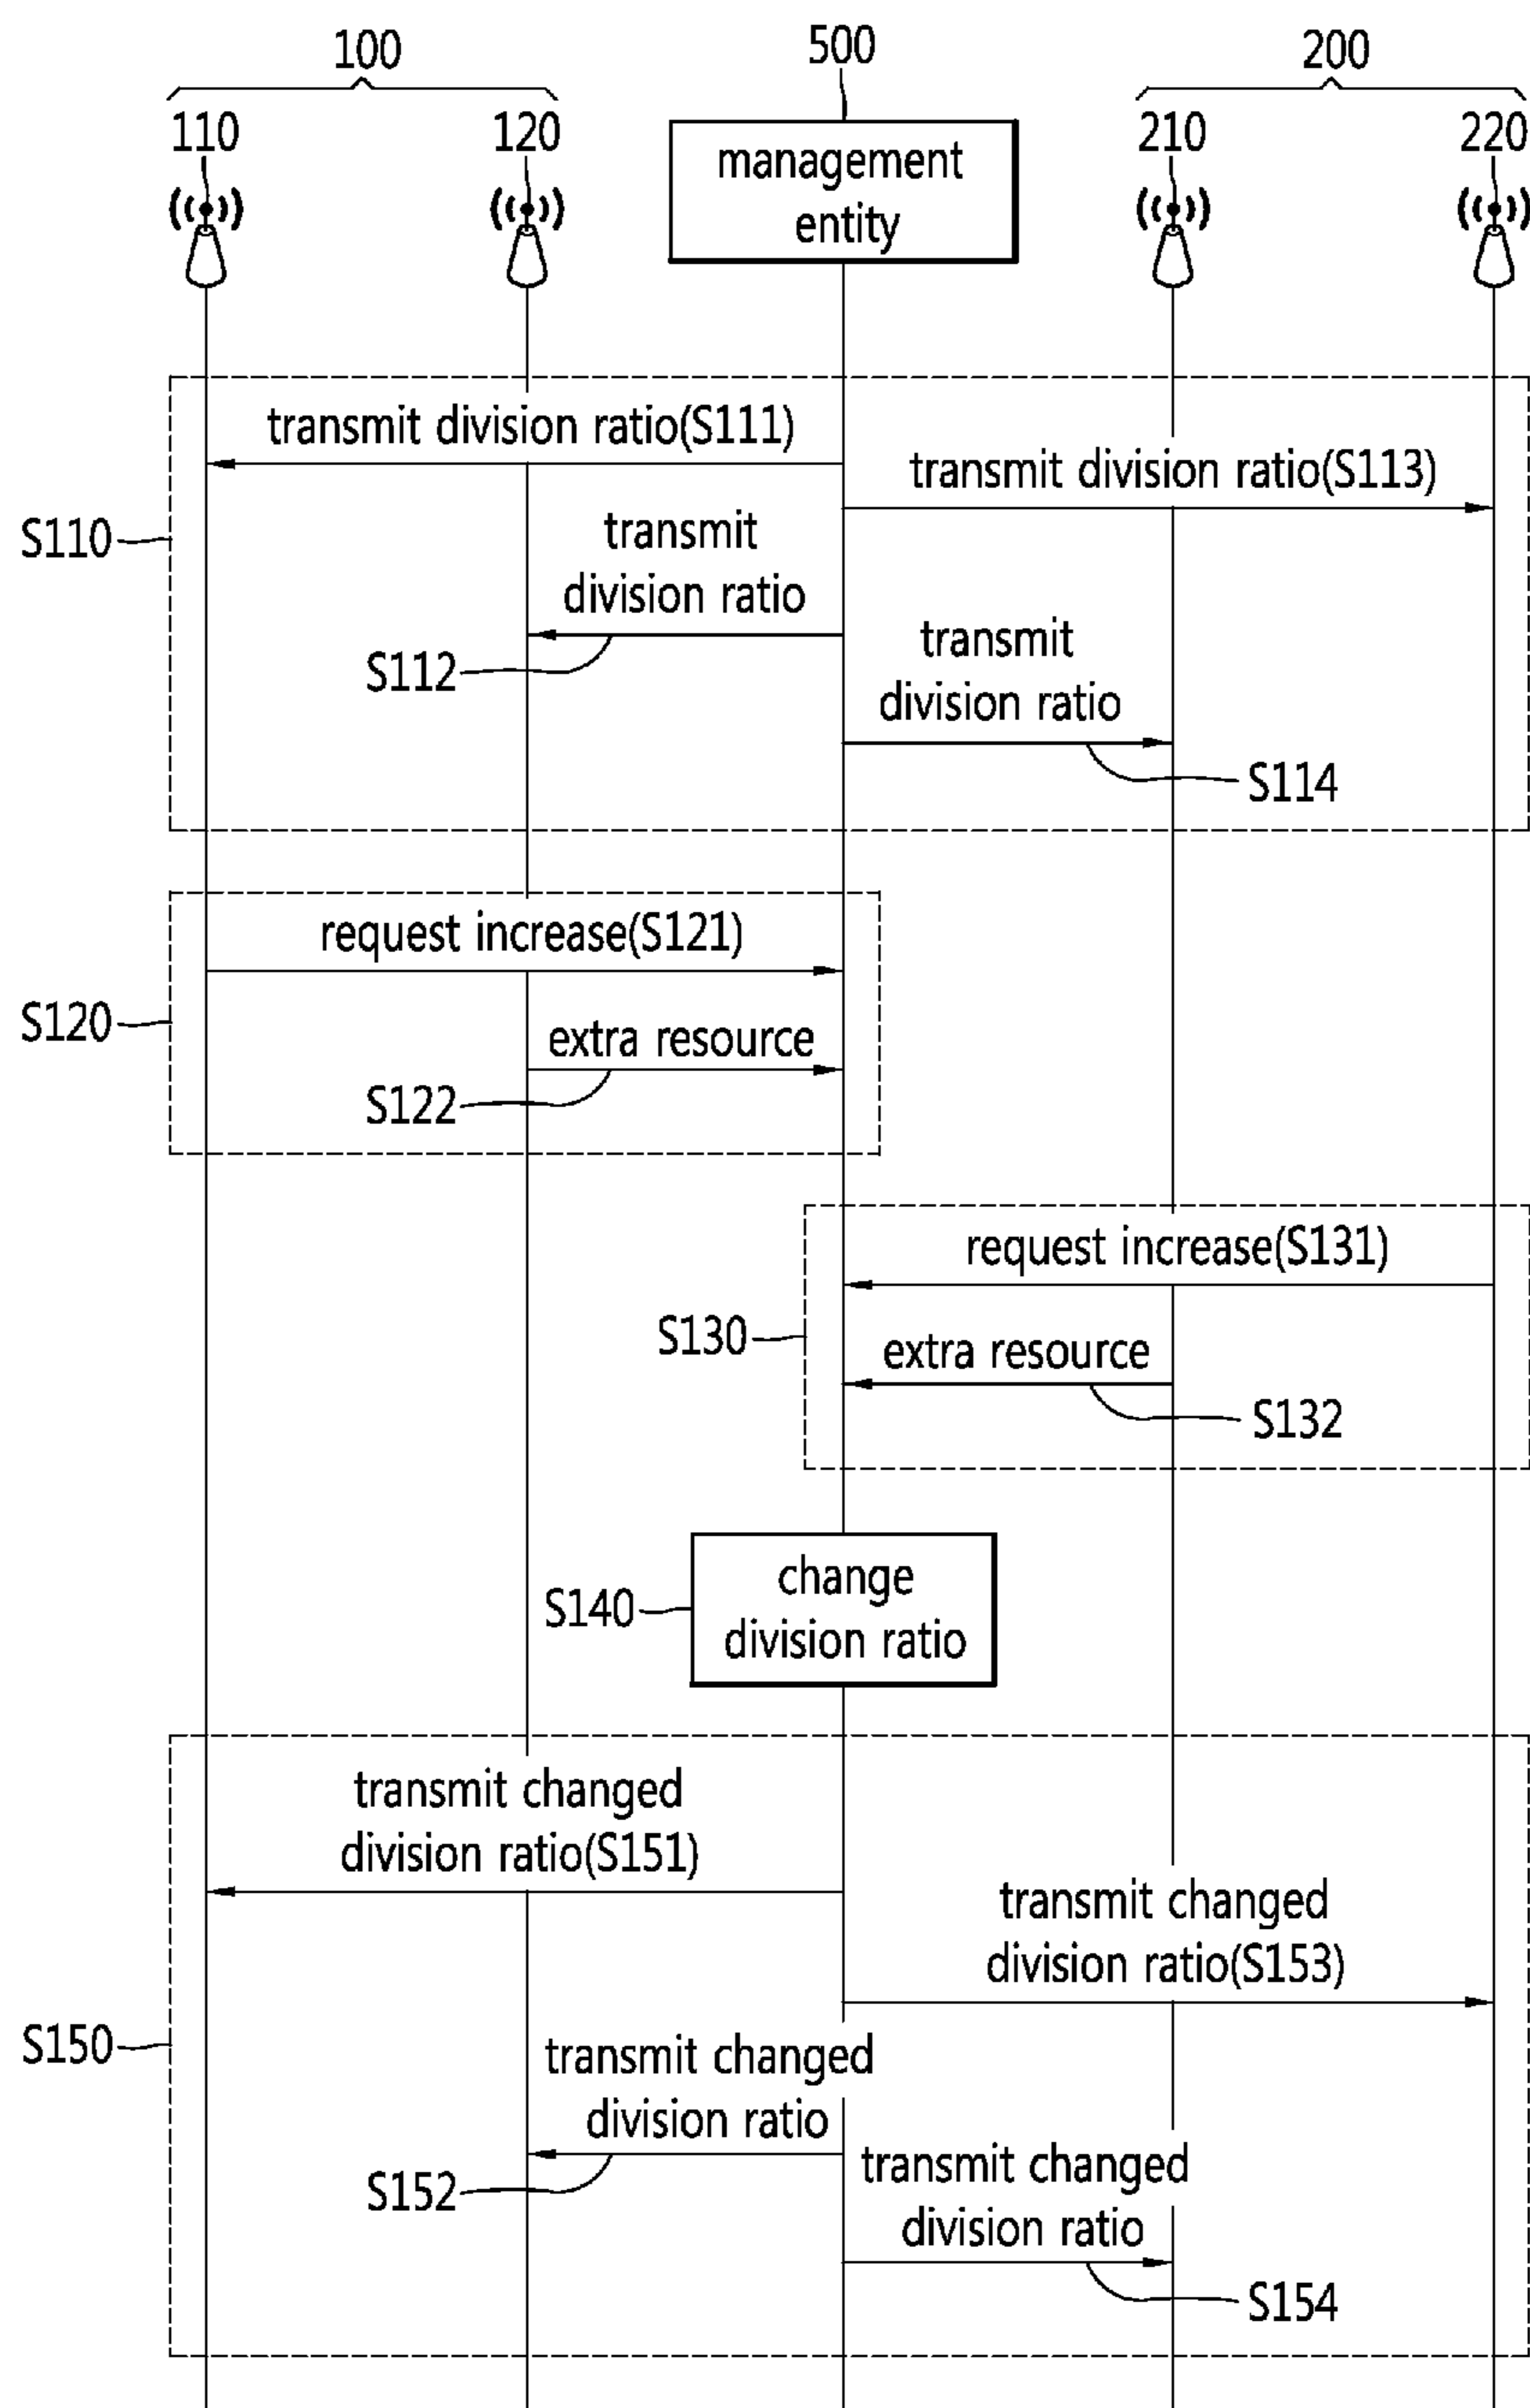 100
500
200
110
120
210
220
management
entity
transmit division ratio(S111)
transmit division ratio(S113)
S110
transmit
division ratio
S112
transmit
division ratio
S114
request increase(S121)
S120
extra resource
S122
request increase(S131)
S130
extra resource
S132
change
division ratio
S140
transmit changed
division ratio(S151)
transmit changed
division ratio(S153)
S150
transmit changed
division ratio
S152
transmit changed
division ratio
S154